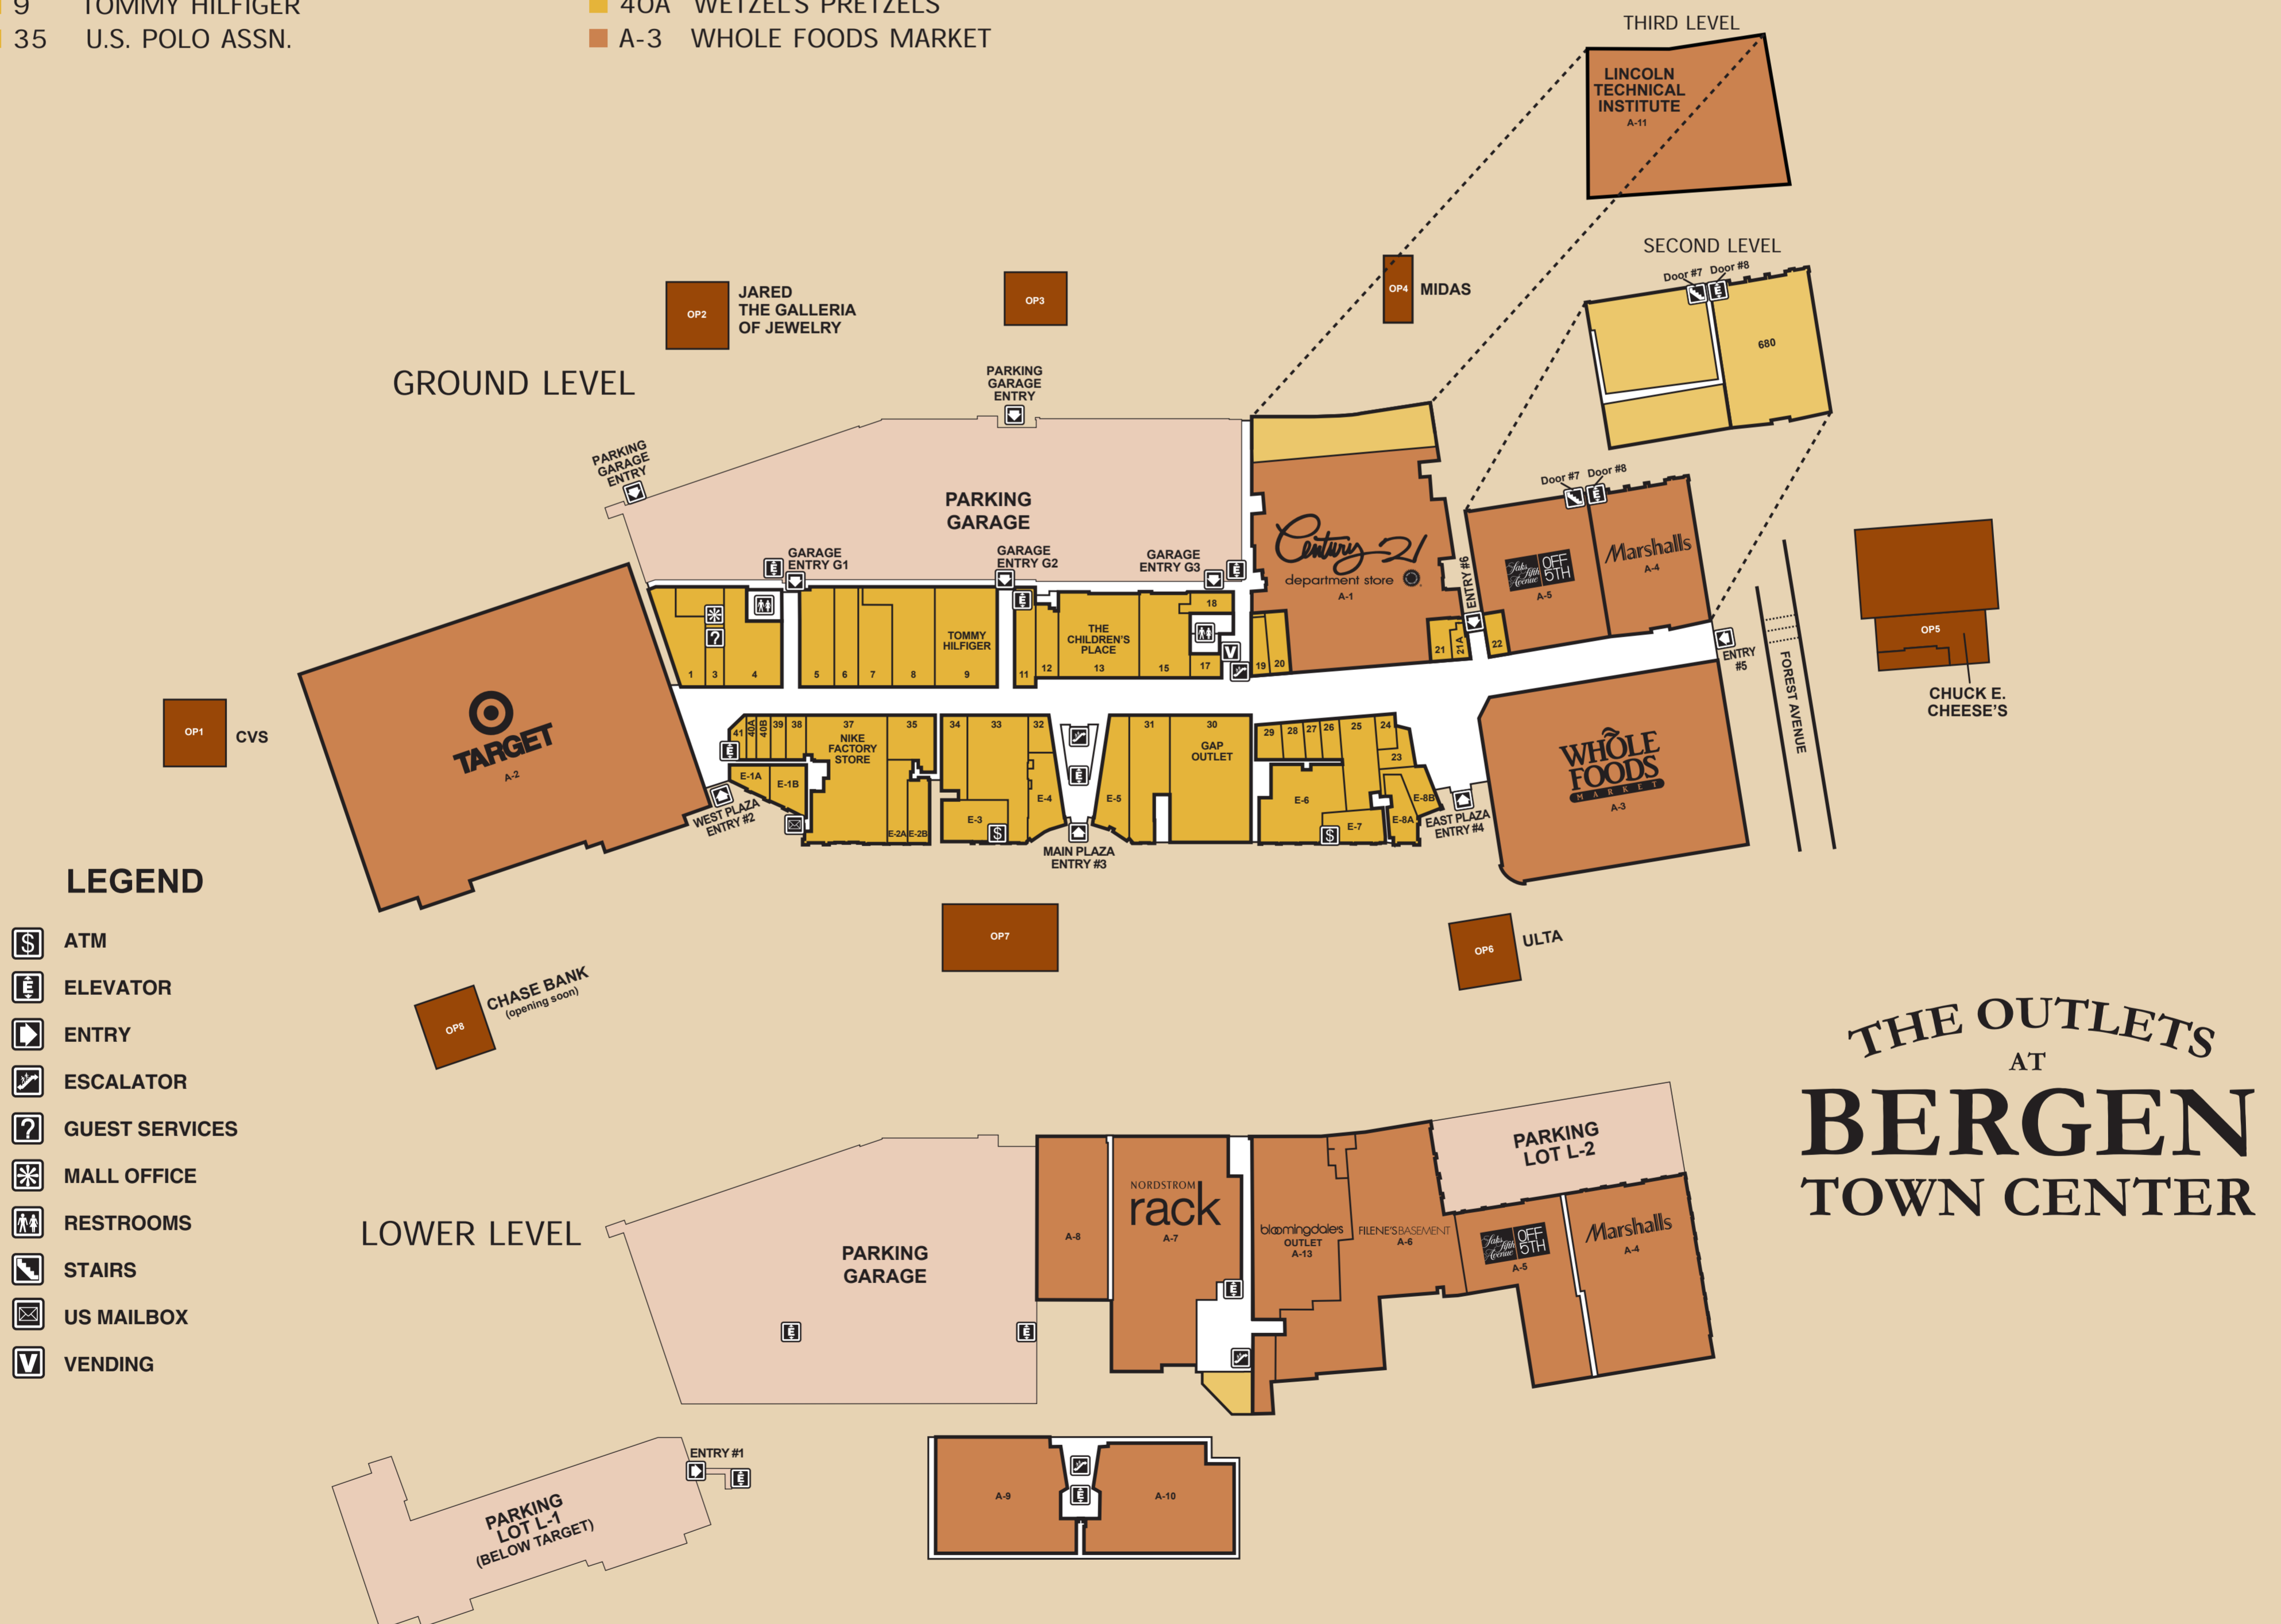 9 TOMMY HILFIGER
40A WETZEL'S PRETZELS
35 U.S. POLO ASSN.
A-3 WHOLE FOODS MARKET
THIRD LEVEL
LINCOLN
TECHNICAL
INSTITUTE
A-11
SECOND LEVEL
Door #7 Door #8
680
OP2
JARED
THE GALLERIA
OF JEWELRY
OP3
OP4 MIDAS
GROUND LEVEL
PARKING
GARAGE
ENTRY
PARKING
GARAGE
ENTRY
PARKING
GARAGE
GARAGE
ENTRY G1
GARAGE
ENTRY G2
GARAGE
ENTRY G3
Century 21
department store
A-1
Door #7 Door #8
Saks
Fifth
Avenue
OFF
5TH
A-5
Marshalls
A-4
ENTRY #6
ENTRY
#5
FOREST AVENUE
OP5
CHUCK E.
CHEESE'S
OP1 CVS
TARGET
A-2
1 3 4 5 6 7 8
TOMMY
HILFIGER
9
11 12
THE
CHILDREN'S
PLACE
13
15 17 18 V 19 20 21 21A 22
41 40A 40B 39 38 37
NIKE
FACTORY
STORE
35 34 33 32 31 30
GAP
OUTLET
29 28 27 26 25 24 23
E-1A E-1B E-2A E-2B E-3 E-4 E-5 E-6 E-7 E-8A E-8B
WEST PLAZA
ENTRY #2
MAIN PLAZA
ENTRY #3
EAST PLAZA
ENTRY #4
WHOLE
FOODS
MARKET
A-3
OP7
OP6 ULTA
OP8
CHASE BANK
(opening soon)
LEGEND
$ ATM
E ELEVATOR
ENTRY
ESCALATOR
? GUEST SERVICES
MALL OFFICE
RESTROOMS
STAIRS
US MAILBOX
V VENDING
THE OUTLETS
AT
BERGEN
TOWN CENTER
LOWER LEVEL
PARKING
GARAGE
A-8
NORDSTROM
rack
A-7
bloomingdale's
OUTLET
A-13
FILENE'S BASEMENT
A-6
PARKING
LOT L-2
Saks
Fifth
Avenue
OFF
5TH
A-5
Marshalls
A-4
ENTRY #1
PARKING
LOT L-1
(BELOW TARGET)
A-9
A-10